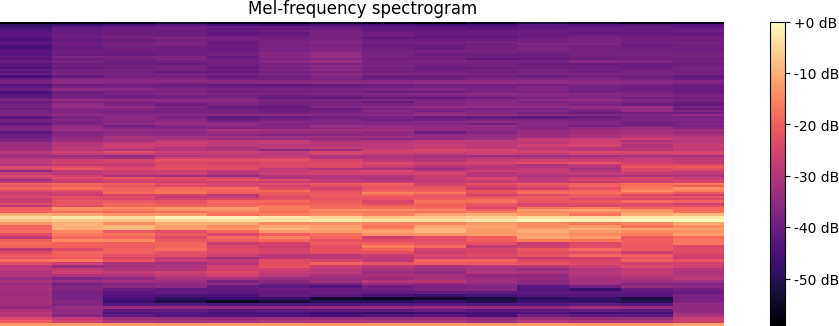 Mel-frequency spectrogram
+0 dB
-10 dB
-20 dB
-30 dB
-40 dB
-50 dB